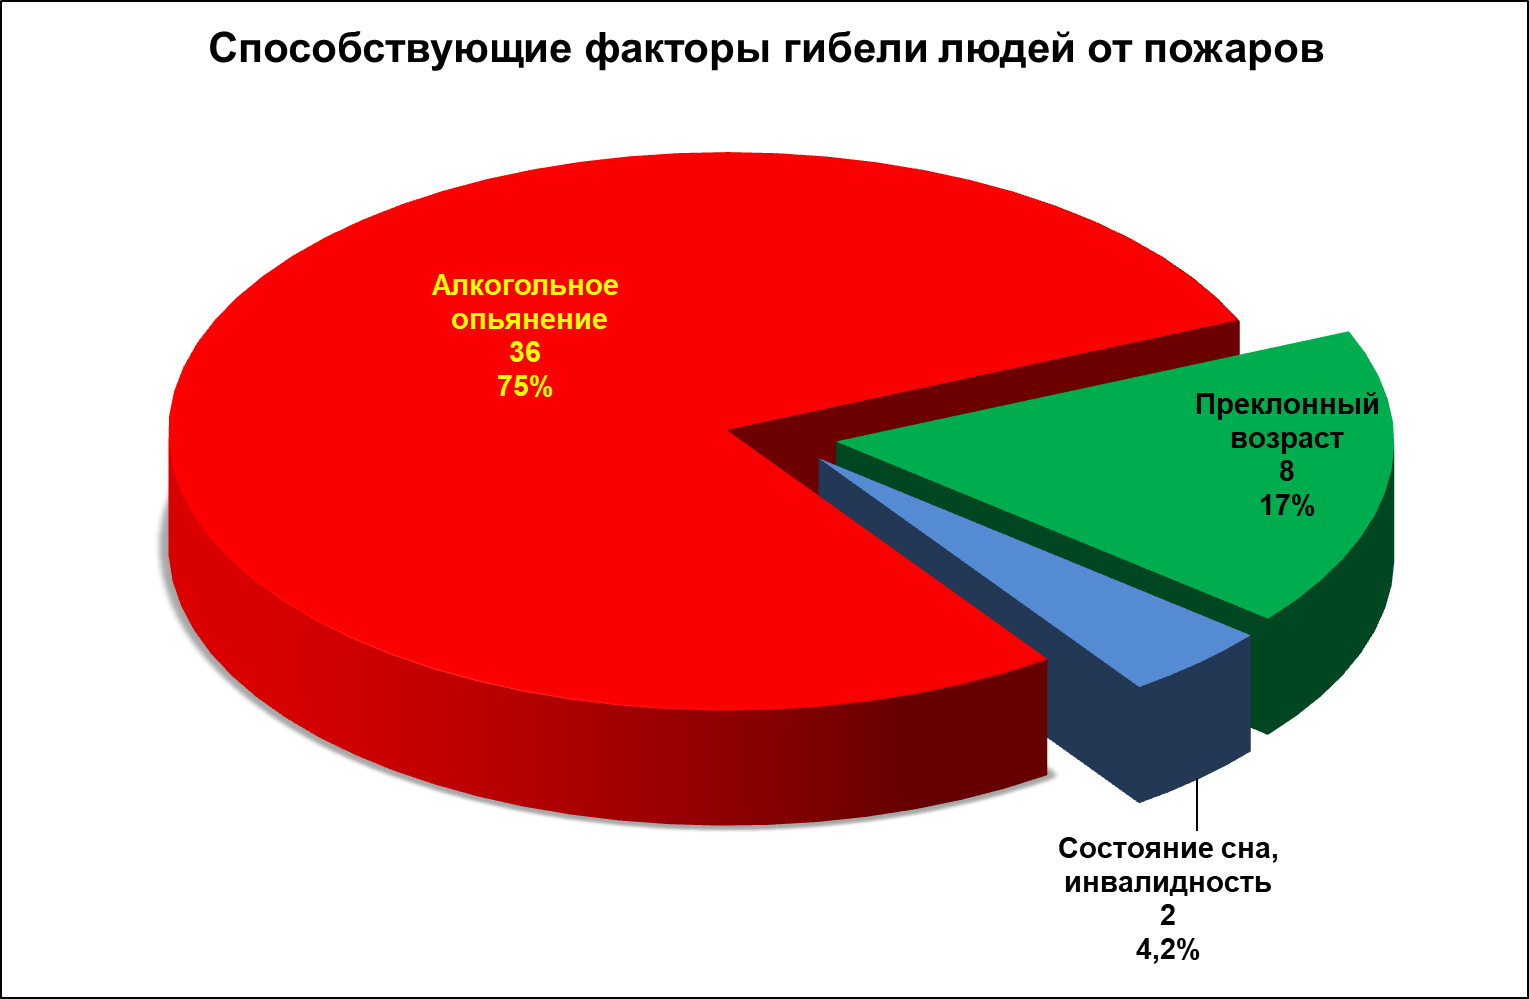 Способствующие факторы гибели людей от пожаров
Алкогольное
опьянение
36
75%
Преклонный
возраст
8
17%
Состояние сна,
инвалидность
2
4,2%